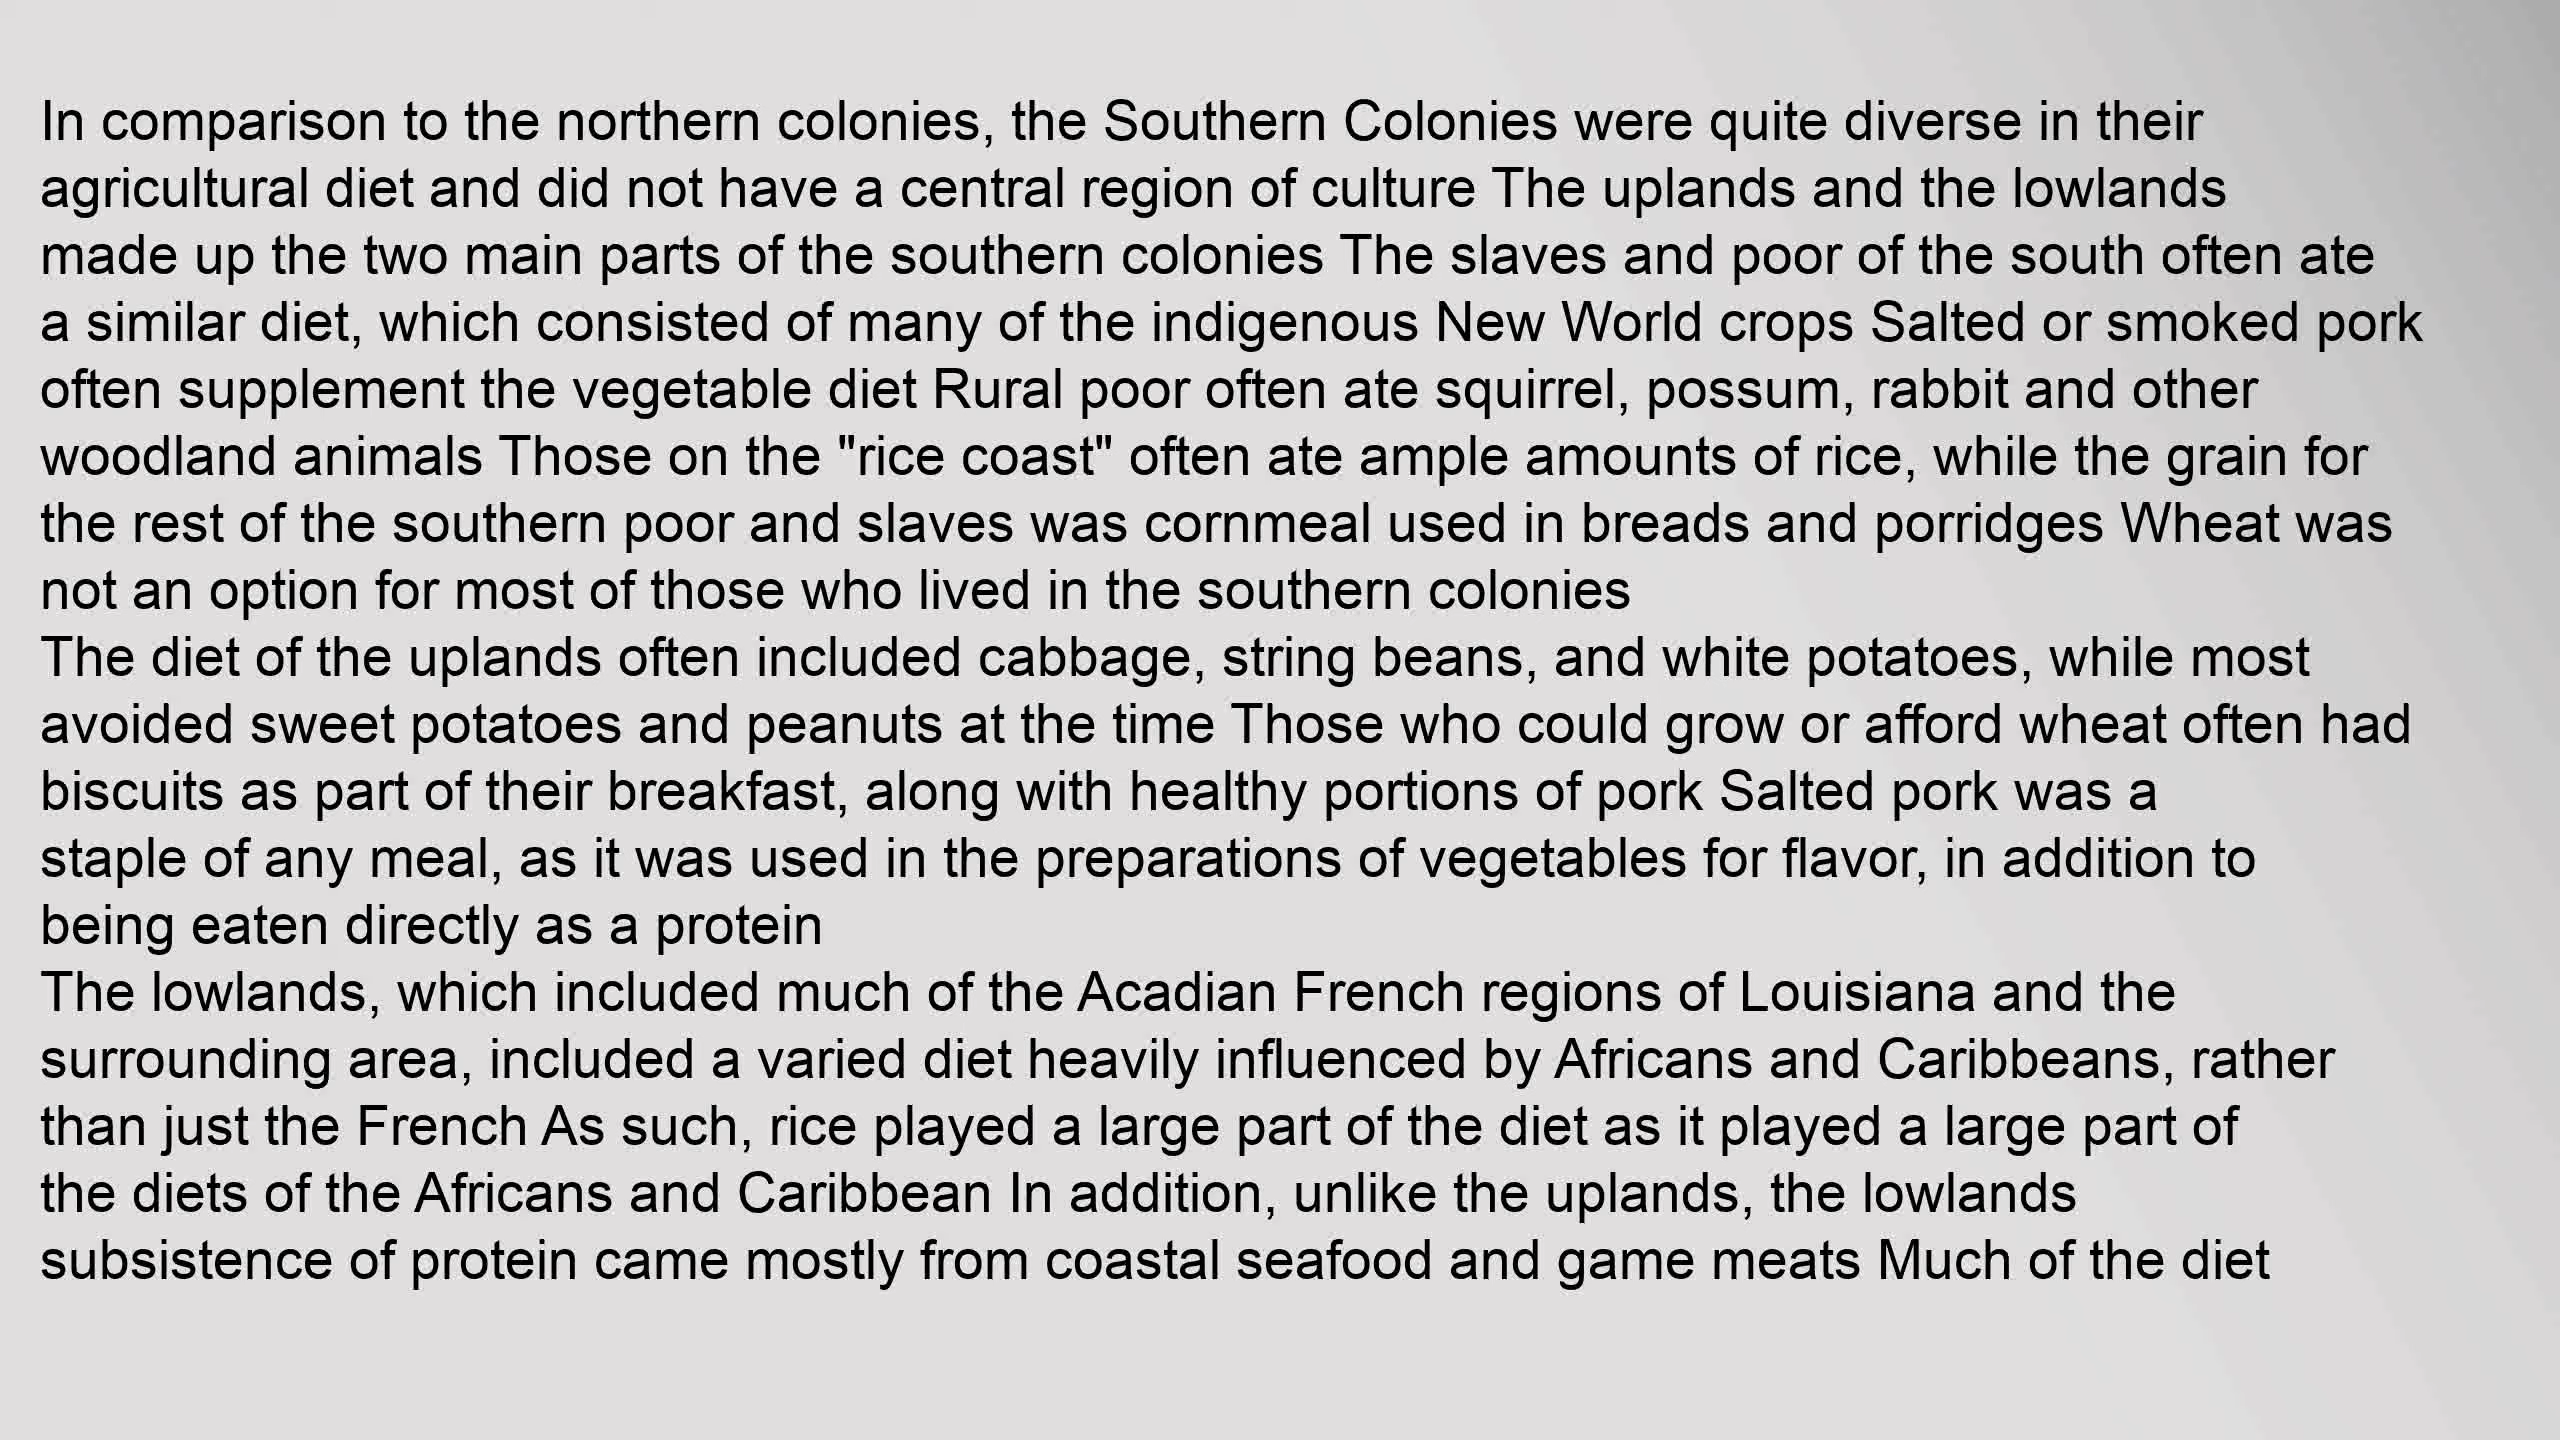 In comparison to the northern colonies, the Southern Colonies were quite diverse in their
agricultural diet and did not have a central region of culture The uplands and the lowlands
made up the two main parts of the southern colonies The slaves and poor of the south often ate
a similar diet, which consisted of many of the indigenous New World crops Salted or smoked pork
often supplement the vegetable diet Rural poor often ate squirrel, possum, rabbit and other
woodland animals Those on the "rice coast" often ate ample amounts of rice, while the grain for
the rest of the southern poor and slaves was cornmeal used in breads and porridges Wheat was
not an option for most of those who lived in the southern colonies
The diet of the uplands often included cabbage, string beans, and white potatoes, while most
avoided sweet potatoes and peanuts at the time Those who could grow or afford wheat often had
biscuits as part of their breakfast, along with healthy portions of pork Salted pork was a
staple of any meal, as it was used in the preparations of vegetables for flavor, in addition to
being eaten directly as a protein
The lowlands, which included much of the Acadian French regions of Louisiana and the
surrounding area, included a varied diet heavily influenced by Africans and Caribbeans, rather
than just the French As such, rice played a large part of the diet as it played a large part of
the diets of the Africans and Caribbean In addition, unlike the uplands, the lowlands
subsistence of protein came mostly from coastal seafood and game meats Much of the diet